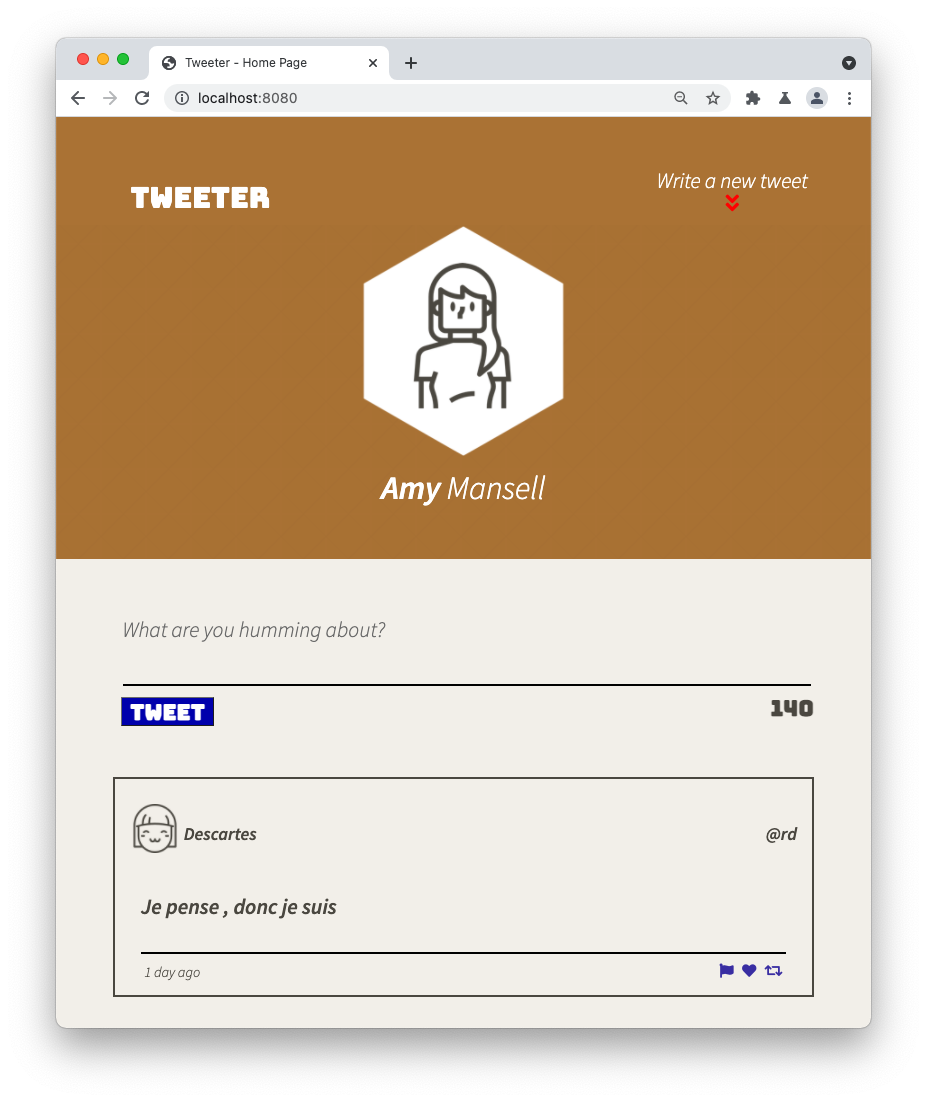 Tweeter - Home Page
localhost:8080
TWEETER
Write a new tweet
Amy Mansell
What are you humming about?
TWEET
140
Descartes
@rd
Je pense , donc je suis
1 day ago